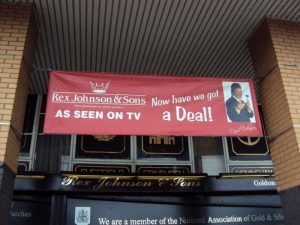 Rex Johnson & Sons
Now have we got
a Deal!
AS SEEN ON TV
Rex Johnson & Sons
Watches
We are a member of the National Association of Gold & Silv